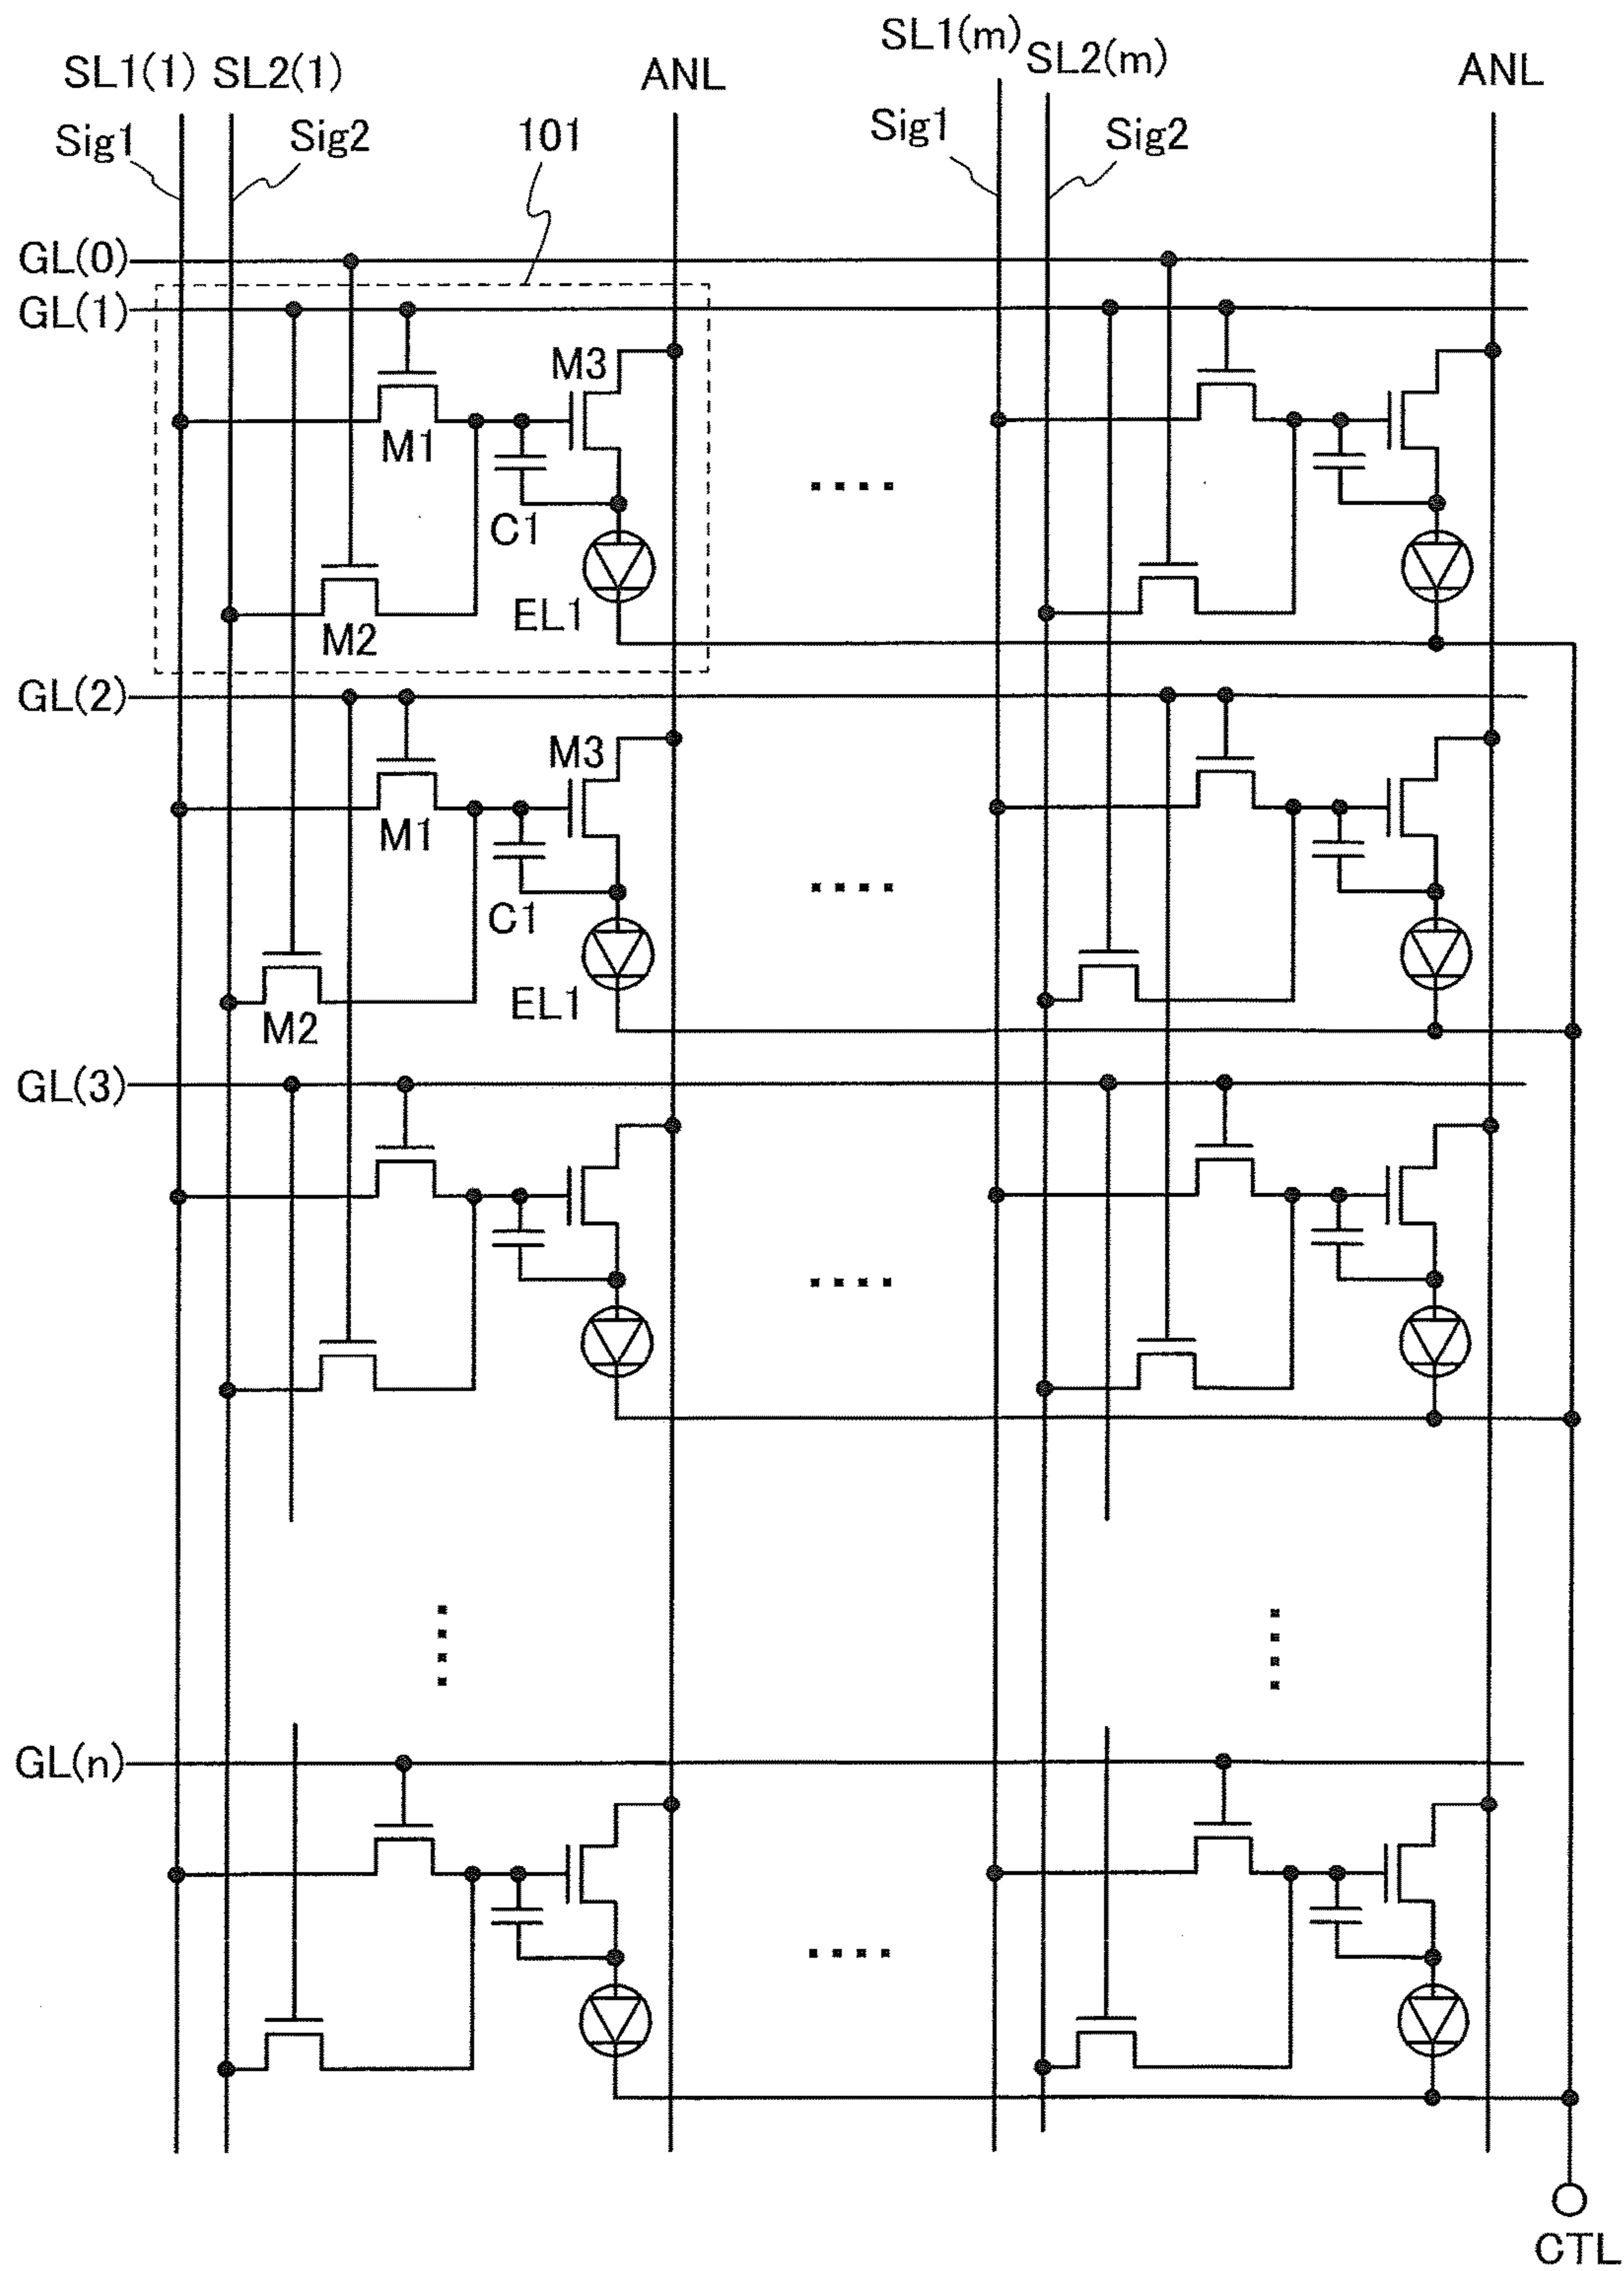 SL1(1) SL2(1) ANL SL1(m) SL2(m) ANL
Sig1 Sig2 101 Sig1 Sig2
GL(0)
GL(1)
M3
M1
C1
EL1
M2
GL(2)
M3
M1
C1
EL1
M2
GL(3)
GL(n)
CTL